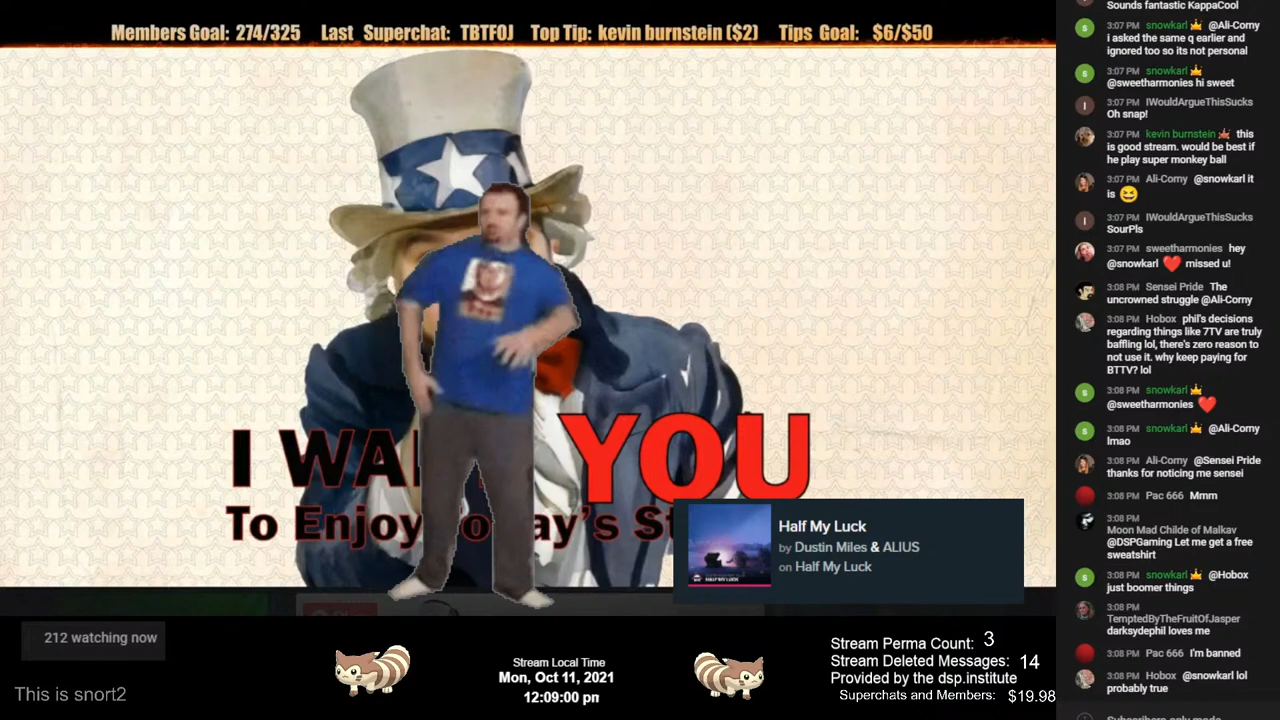 Members Goal: 274/325 Last Superchat: TBTFOJ Top Tip: kevin burnstein ($2) Tips Goal: $6/$50
I WA
YOU
To Enjoy
ay's St
Half My Luck
by Dustin Miles & ALIUS
on Half My Luck
HALF MY LUCK
212 watching now
This is snort2
Stream Local Time
Mon, Oct 11, 2021
12:09:00 pm
Stream Perma Count: 3
Stream Deleted Messages: 14
Provided by the dsp.institute
Superchats and Members: $19.98
Sounds fantastic KappaCool
3:07 PM snowkarl @Ali-Corny
i asked the same q earlier and
ignored too so its not personal
3:07 PM snowkarl
@sweetharmonies hi sweet
3:07 PM IWouldArgueThisSucks
Oh snap!
3:07 PM kevin burnstein this
is good stream. would be best if
he play super monkey ball
3:07 PM Ali-Corny @snowkarl it
is 😆
3:07 PM IWouldArgueThisSucks
SourPls
3:07 PM sweetharmonies hey
@snowkarl ❤️ missed u!
3:08 PM Sensei Pride The
uncrowned struggle @Ali-Corny
3:08 PM Hobox phil's decisions
regarding things like 7TV are truly
baffling lol, there's zero reason to
not use it. why keep paying for
BTTV? lol
3:08 PM snowkarl
@sweetharmonies ❤️
3:08 PM snowkarl @Ali-Corny
lmao
3:08 PM Ali-Corny @Sensei Pride
thanks for noticing me sensei
3:08 PM Pac 666 Mmm
3:08 PM
Moon Mad Childe of Malkav
@DSPGaming Let me get a free
sweatshirt
3:08 PM snowkarl @Hobox
just boomer things
3:08 PM
TemptedByTheFruitOfJasper
darksydephil loves me
3:08 PM Pac 666 I'm banned
3:08 PM Hobox @snowkarl lol
probably true
Subscribers-only mode